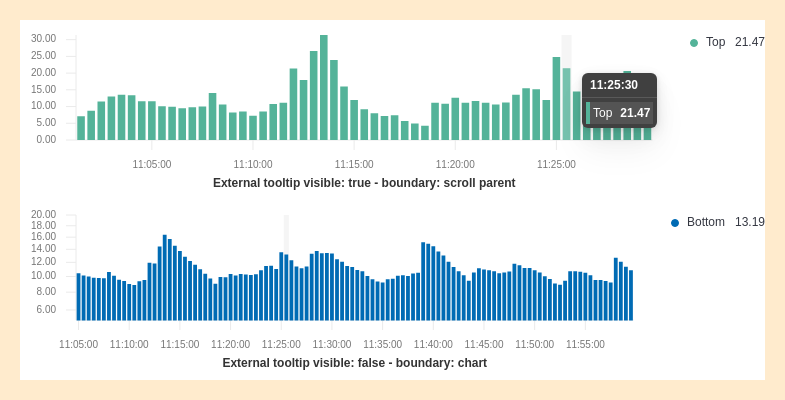 30.00
25.00
20.00
15.00
10.00
5.00
0.00
Top 21.47
11:25:30
Top 21.47
11:05:00 11:10:00 11:15:00 11:20:00 11:25:00
External tooltip visible: true - boundary: scroll parent
20.00
18.00
16.00
14.00
12.00
10.00
8.00
6.00
Bottom 13.19
11:05:00 11:10:00 11:15:00 11:20:00 11:25:00 11:30:00 11:35:00 11:40:00 11:45:00 11:50:00 11:55:00
External tooltip visible: false - boundary: chart